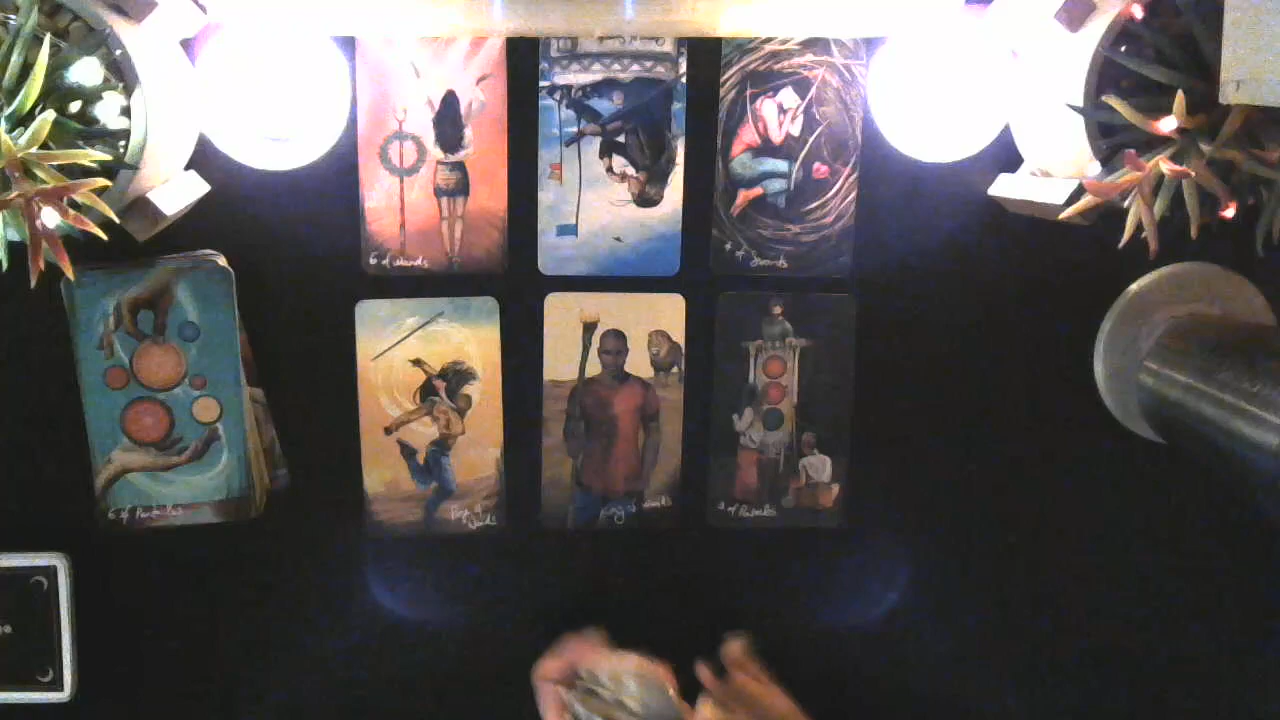 6 of Wands
4 of Swords
6 of Pentacles
Page of
Wands
King of Wands
3 of Pentacles